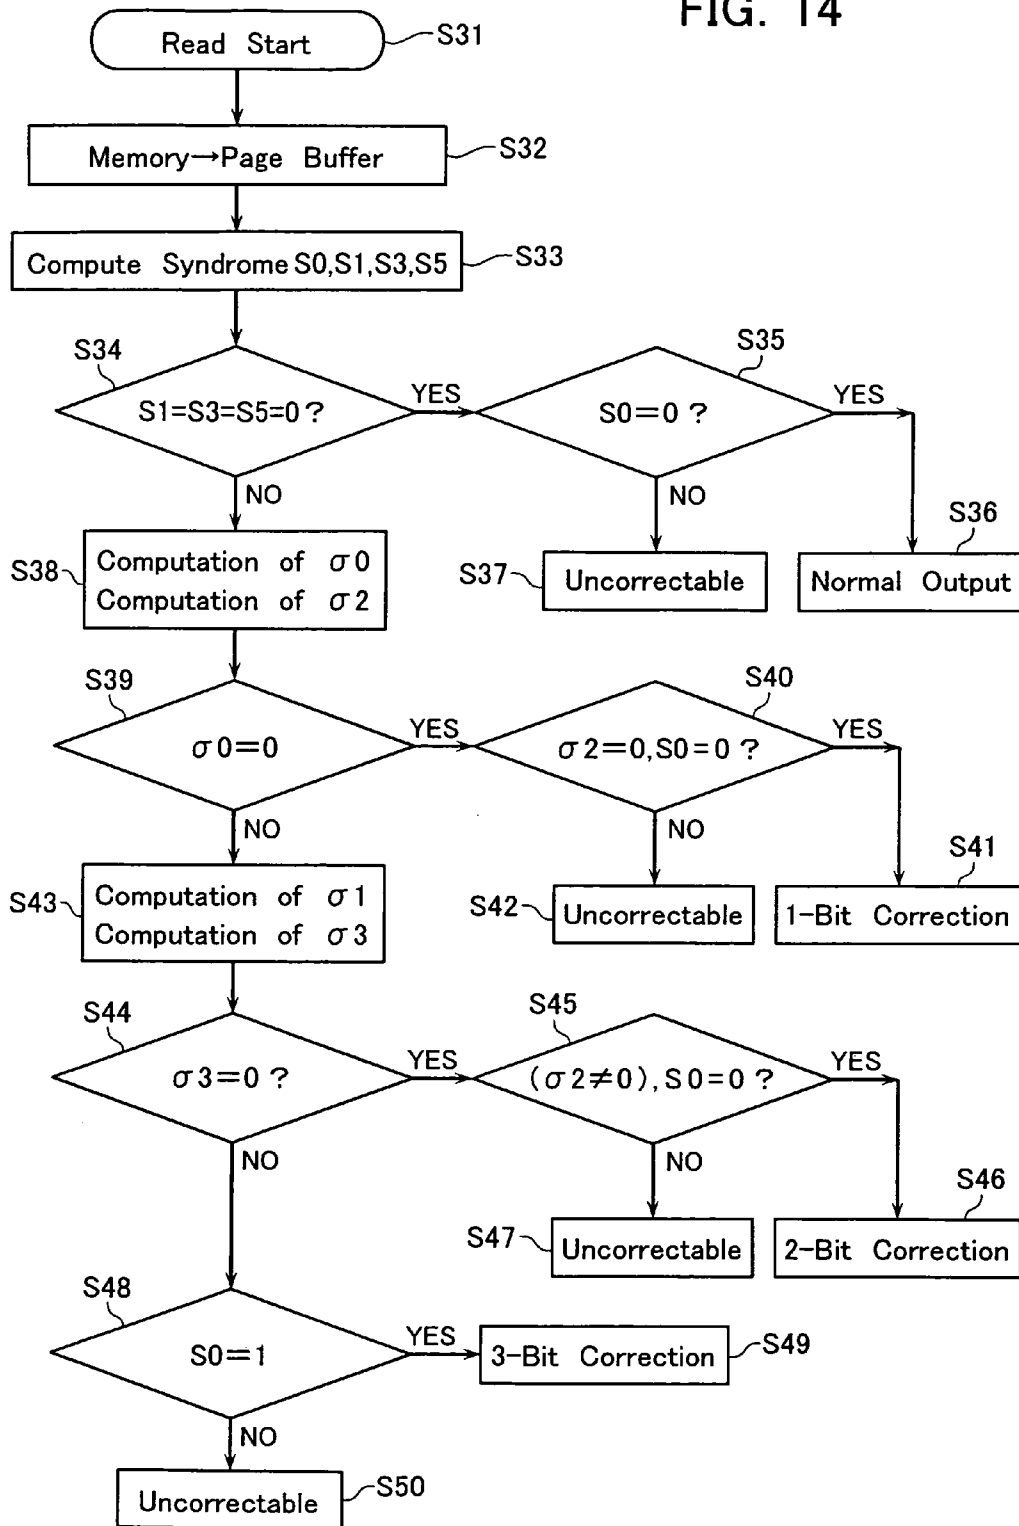 FIG. 14
Read Start
S31
Memory→Page Buffer
S32
Compute Syndrome S0,S1,S3,S5
S33
S34
S1=S3=S5=0 ?
YES
NO
S35
S0=0 ?
YES
NO
S36
Normal Output
S37
Uncorrectable
S38
Computation of σ0
Computation of σ2
S39
σ0=0
YES
NO
S40
σ2=0,S0=0 ?
YES
NO
S41
1-Bit Correction
S42
Uncorrectable
S43
Computation of σ1
Computation of σ3
S44
σ3=0 ?
YES
NO
S45
(σ2≠0),S0=0 ?
YES
NO
S46
2-Bit Correction
S47
Uncorrectable
S48
S0=1
YES
NO
3-Bit Correction
S49
Uncorrectable
S50